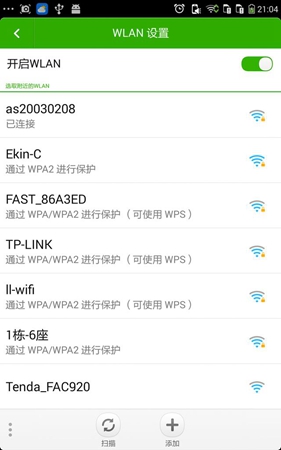 21:04
WLAN 设置
开启WLAN
选取附近的WLAN
as20030208
已连接
Ekin-C
通过 WPA2 进行保护
FAST_86A3ED
通过 WPA/WPA2 进行保护（可使用 WPS）
TP-LINK
通过 WPA/WPA2 进行保护（可使用 WPS）
ll-wifi
通过 WPA/WPA2 进行保护（可使用 WPS）
1栋-6座
通过 WPA/WPA2 进行保护
Tenda_FAC920
扫描
添加